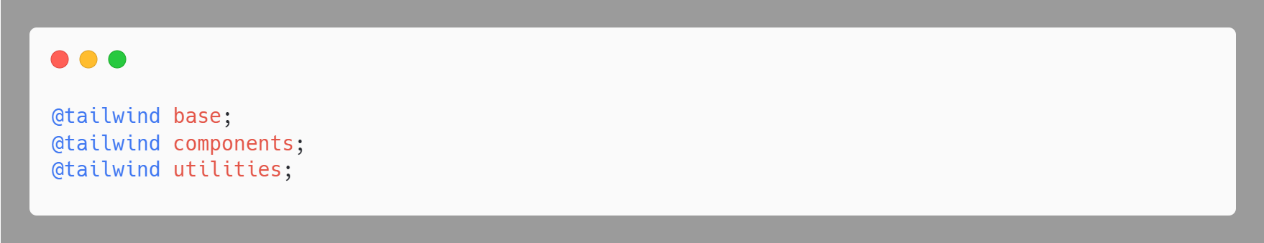 @tailwind base;
@tailwind components;
@tailwind utilities;